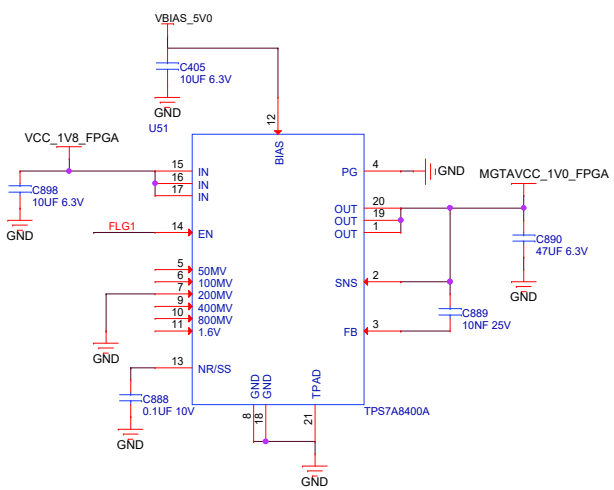 VBIAS_5V0
C405
10UF 6.3V
GND
U51
12
BIAS
VCC_1V8_FPGA
C898
10UF 6.3V
GND
15 IN
16 IN
17 IN
FLG1 14 EN
5 50MV
6 100MV
7 200MV
9 400MV
10 800MV
11 1.6V
GND
13 NR/SS
C888
0.1UF 10V
GND
PG 4 GND
MGTAVCC_1V0_FPGA
OUT 20
OUT 19
OUT 1
C890
47UF 6.3V
GND
SNS 2
C889
10NF 25V
FB 3
GND GND TPAD
8 18 21
TPS7A8400A
GND